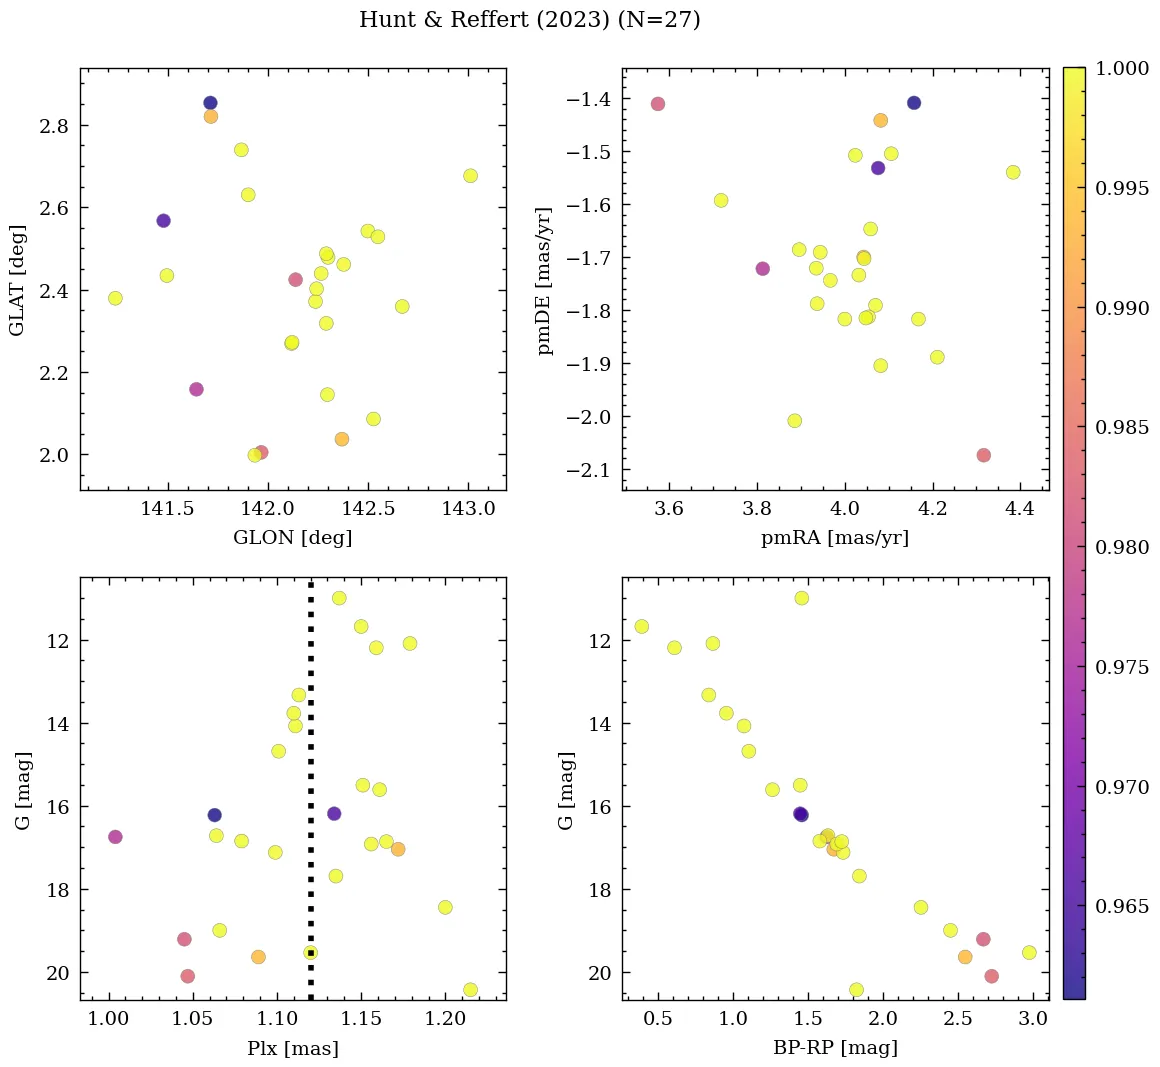 Hunt & Reffert (2023) (N=27)
2.8
2.6
2.4
2.2
2.0
GLAT [deg]
141.5 142.0 142.5 143.0
GLON [deg]
−1.4
−1.5
−1.6
−1.7
−1.8
−1.9
−2.0
−2.1
pmDE [mas/yr]
3.6 3.8 4.0 4.2 4.4
pmRA [mas/yr]
1.000
0.995
0.990
0.985
0.980
0.975
0.970
0.965
12
14
16
18
20
G [mag]
1.00 1.05 1.10 1.15 1.20
Plx [mas]
12
14
16
18
20
G [mag]
0.5 1.0 1.5 2.0 2.5 3.0
BP-RP [mag]